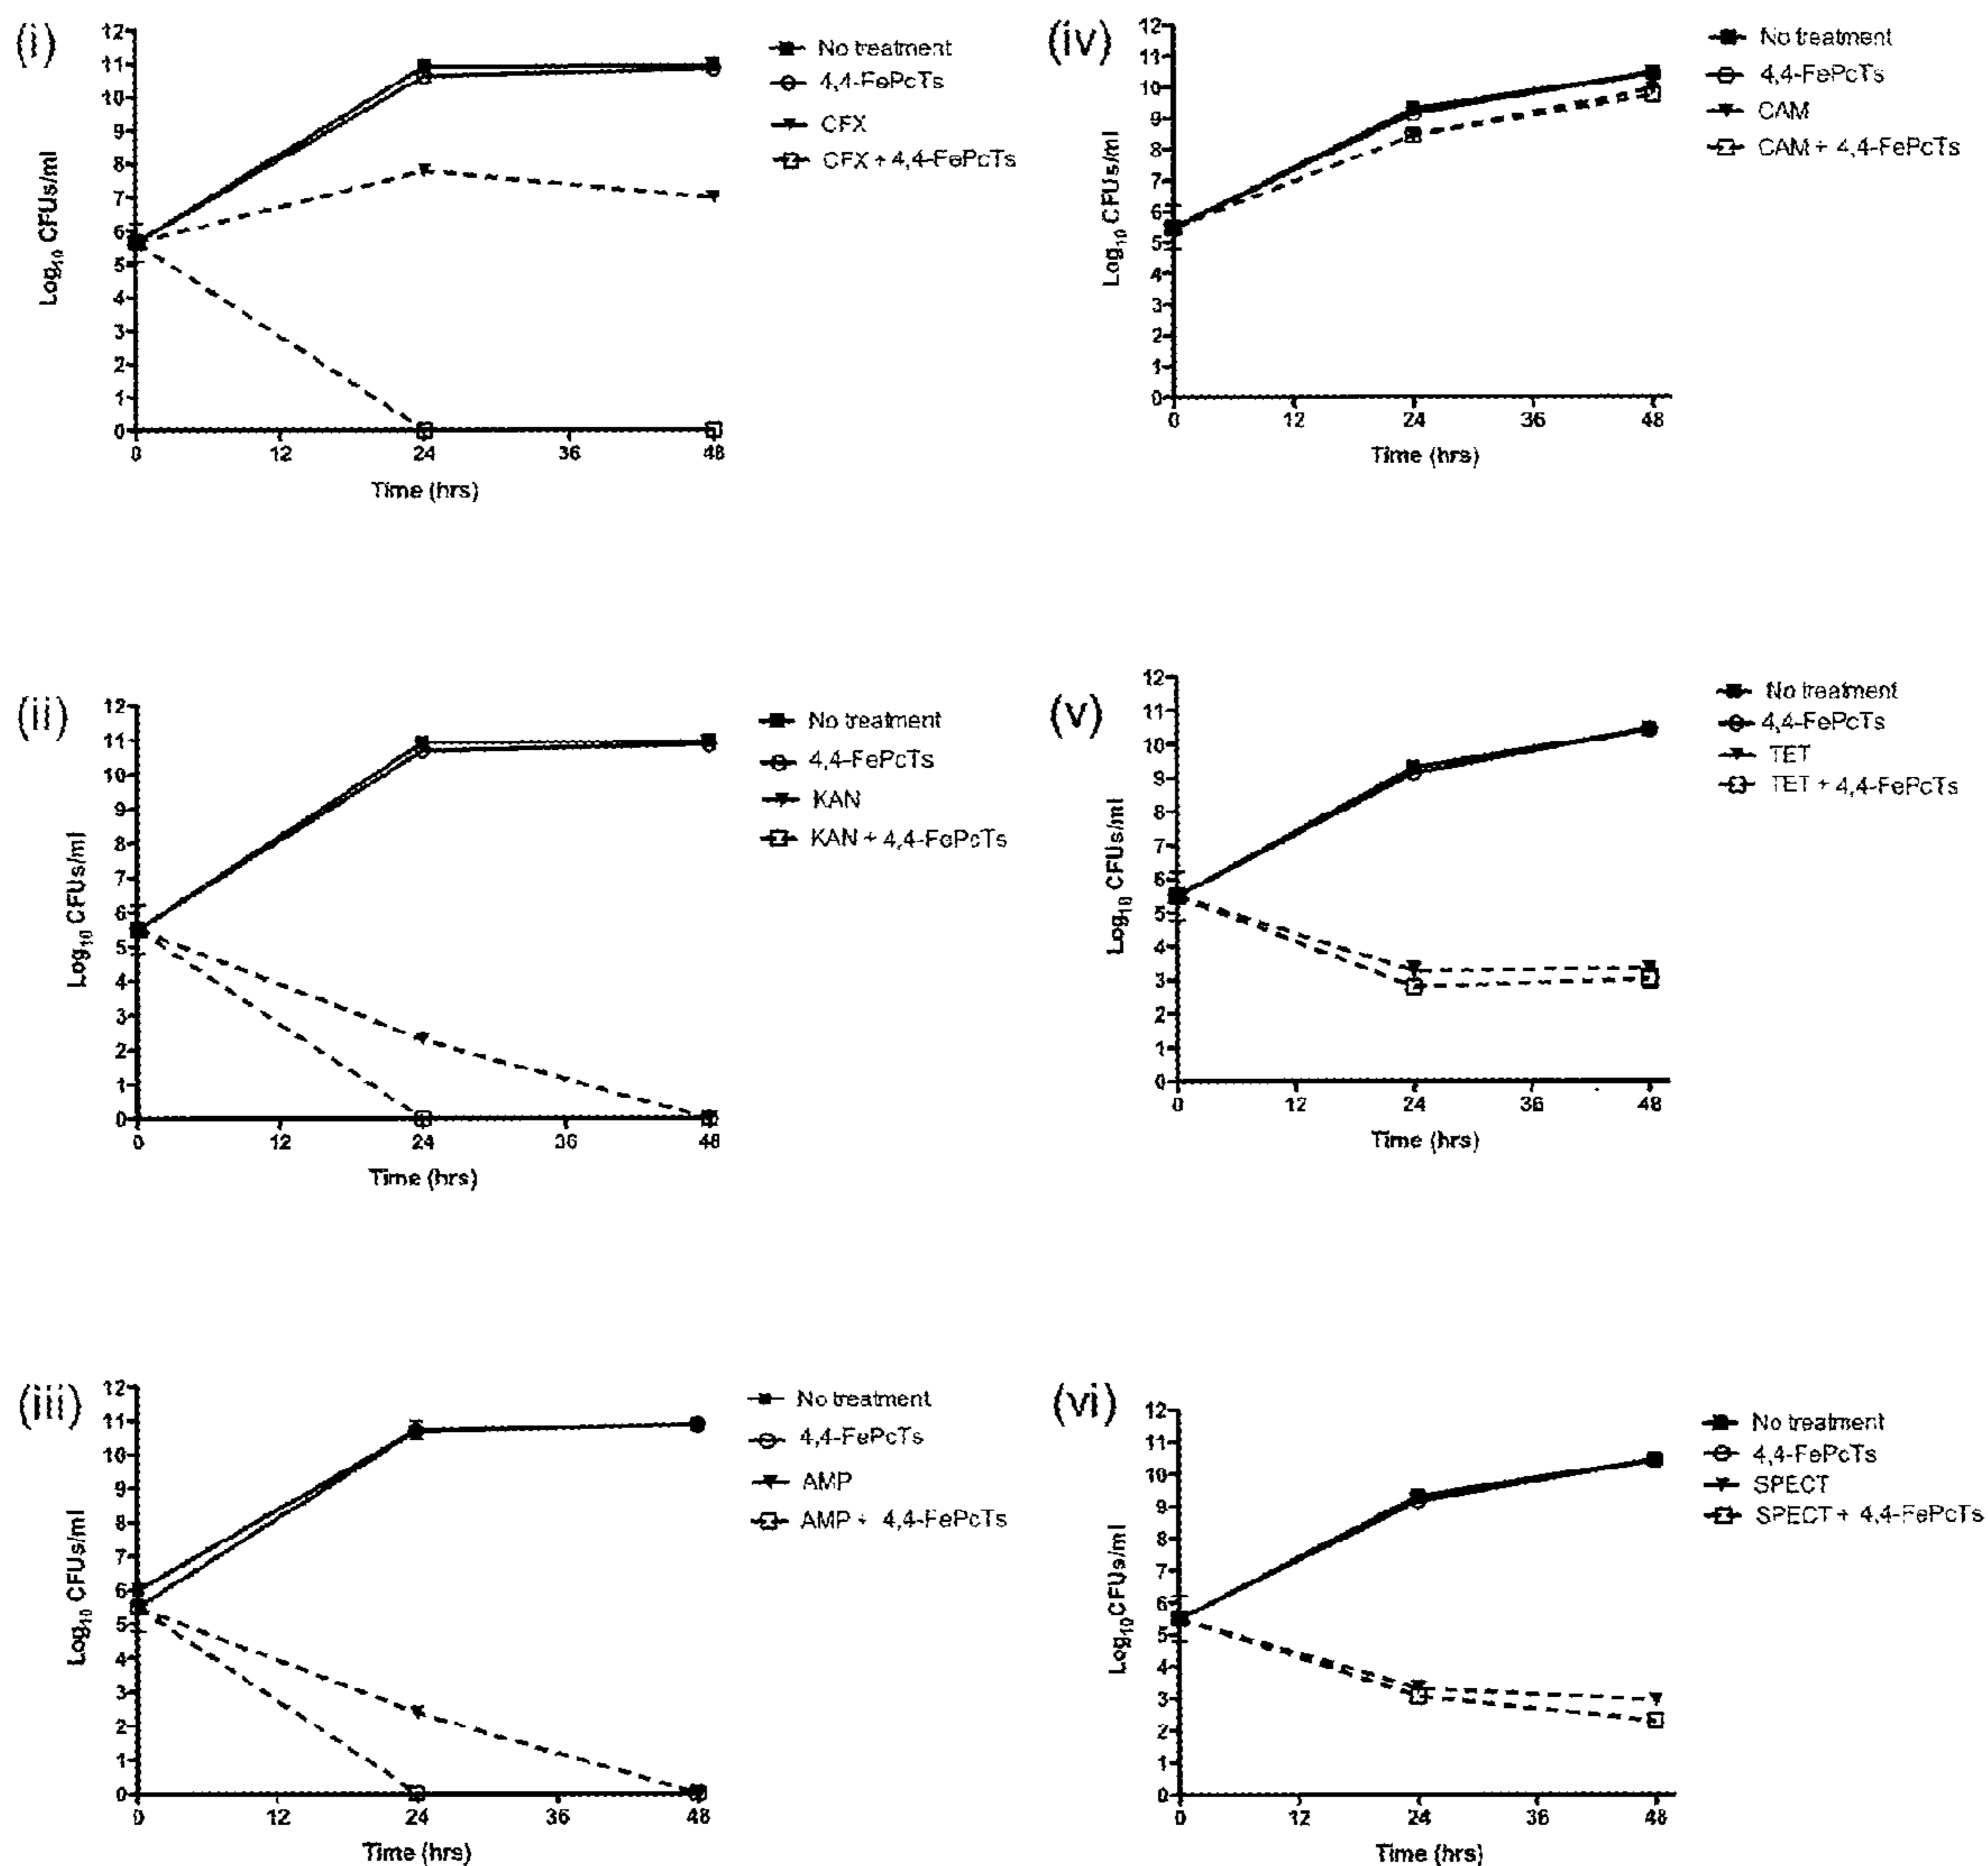 (i)
12
11
10
9
8
7
6
5
4
3
2
1
0
Log10 CFUs/ml
0 12 24 36 48
Time (hrs)
No treatment
4,4-FePcTs
CFX
CFX + 4,4-FePcTs
(ii)
12
11
10
9
8
7
6
5
4
3
2
1
0
Log10 CFUs/ml
0 12 24 36 48
Time (hrs)
No treatment
4,4-FePcTs
KAN
KAN + 4,4-FePcTs
(iii)
12
11
10
9
8
7
6
5
4
3
2
1
0
Log10 CFUs/ml
0 12 24 36 48
Time (hrs)
No treatment
4,4-FePcTs
AMP
AMP + 4,4-FePcTs
(iv)
12
11
10
9
8
7
6
5
4
3
2
1
0
Log10 CFUs/ml
0 12 24 36 48
Time (hrs)
No treatment
4,4-FePcTs
CAM
CAM + 4,4-FePcTs
(v)
12
11
10
9
8
7
6
5
4
3
2
1
0
Log10 CFUs/ml
0 12 24 36 48
Time (hrs)
No treatment
4,4-FePcTs
TET
TET + 4,4-FePcTs
(vi)
12
11
10
9
8
7
6
5
4
3
2
1
0
Log10CFUs/ml
0 12 24 36 48
Time (hrs)
No treatment
4,4-FePcTs
SPECT
SPECT + 4,4-FePcTs